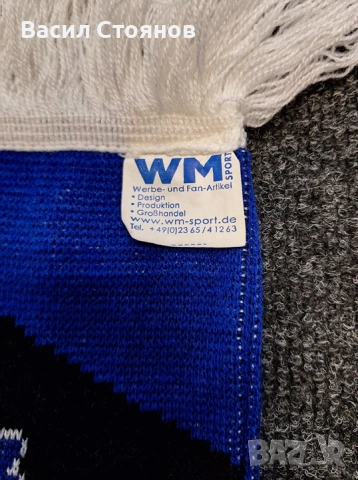 Васил Стоянов
WM
SPORT
Werbe- und Fan-Artikel
• Design
• Produktion
• Großhandel
www.wm-sport.de
Tel. +49(0)2365/41263
BAZAR